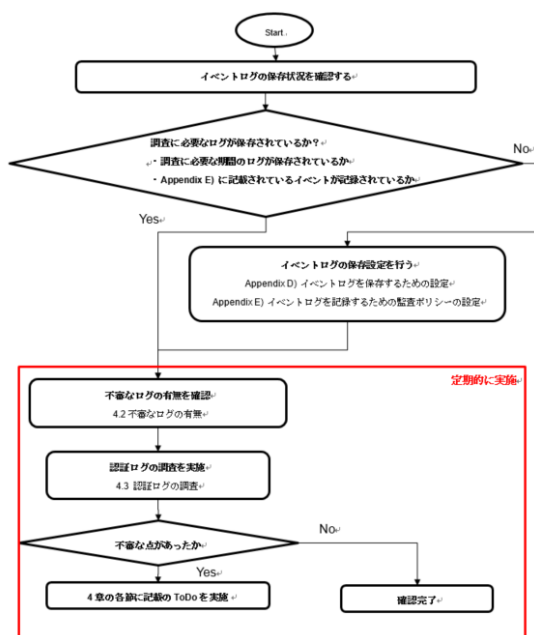 Start
イベントログの保存状況を確認する
調査に必要なログが保存されているか?
・調査に必要な期間のログが保存されているか
・Appendix E) に記載されているイベントが記録されているか
No
Yes
イベントログの保存設定を行う
Appendix D) イベントログを保存するための設定
Appendix E) イベントログを記録するための監査ポリシーの設定
定期的に実施
不審なログの有無を確認
4.2 不審なログの有無
認証ログの調査を実施
4.3 認証ログの調査
不審な点があったか
No
Yes
4 章の各節に記載の ToDo を実施
確認完了